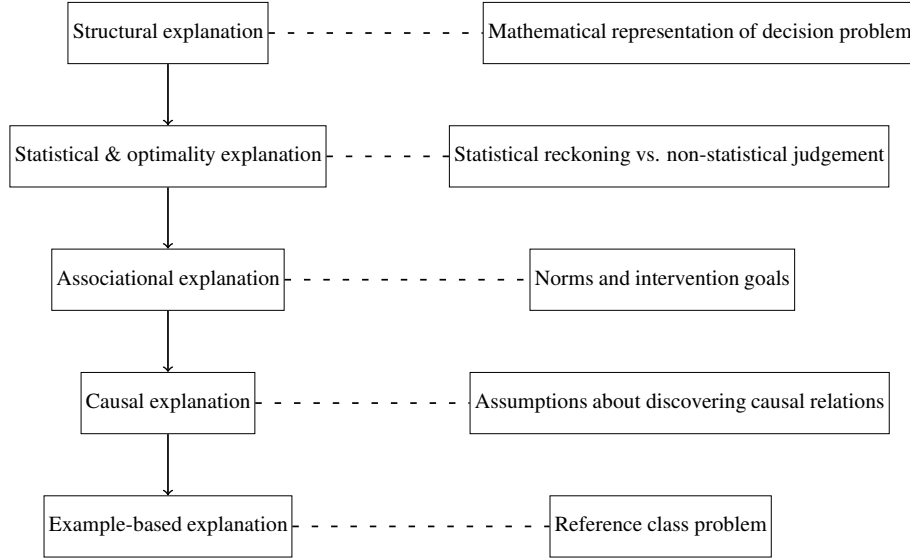 Structural explanation
Mathematical representation of decision problem
Statistical & optimality explanation
Statistical reckoning vs. non-statistical judgement
Associational explanation
Norms and intervention goals
Causal explanation
Assumptions about discovering causal relations
Example-based explanation
Reference class problem